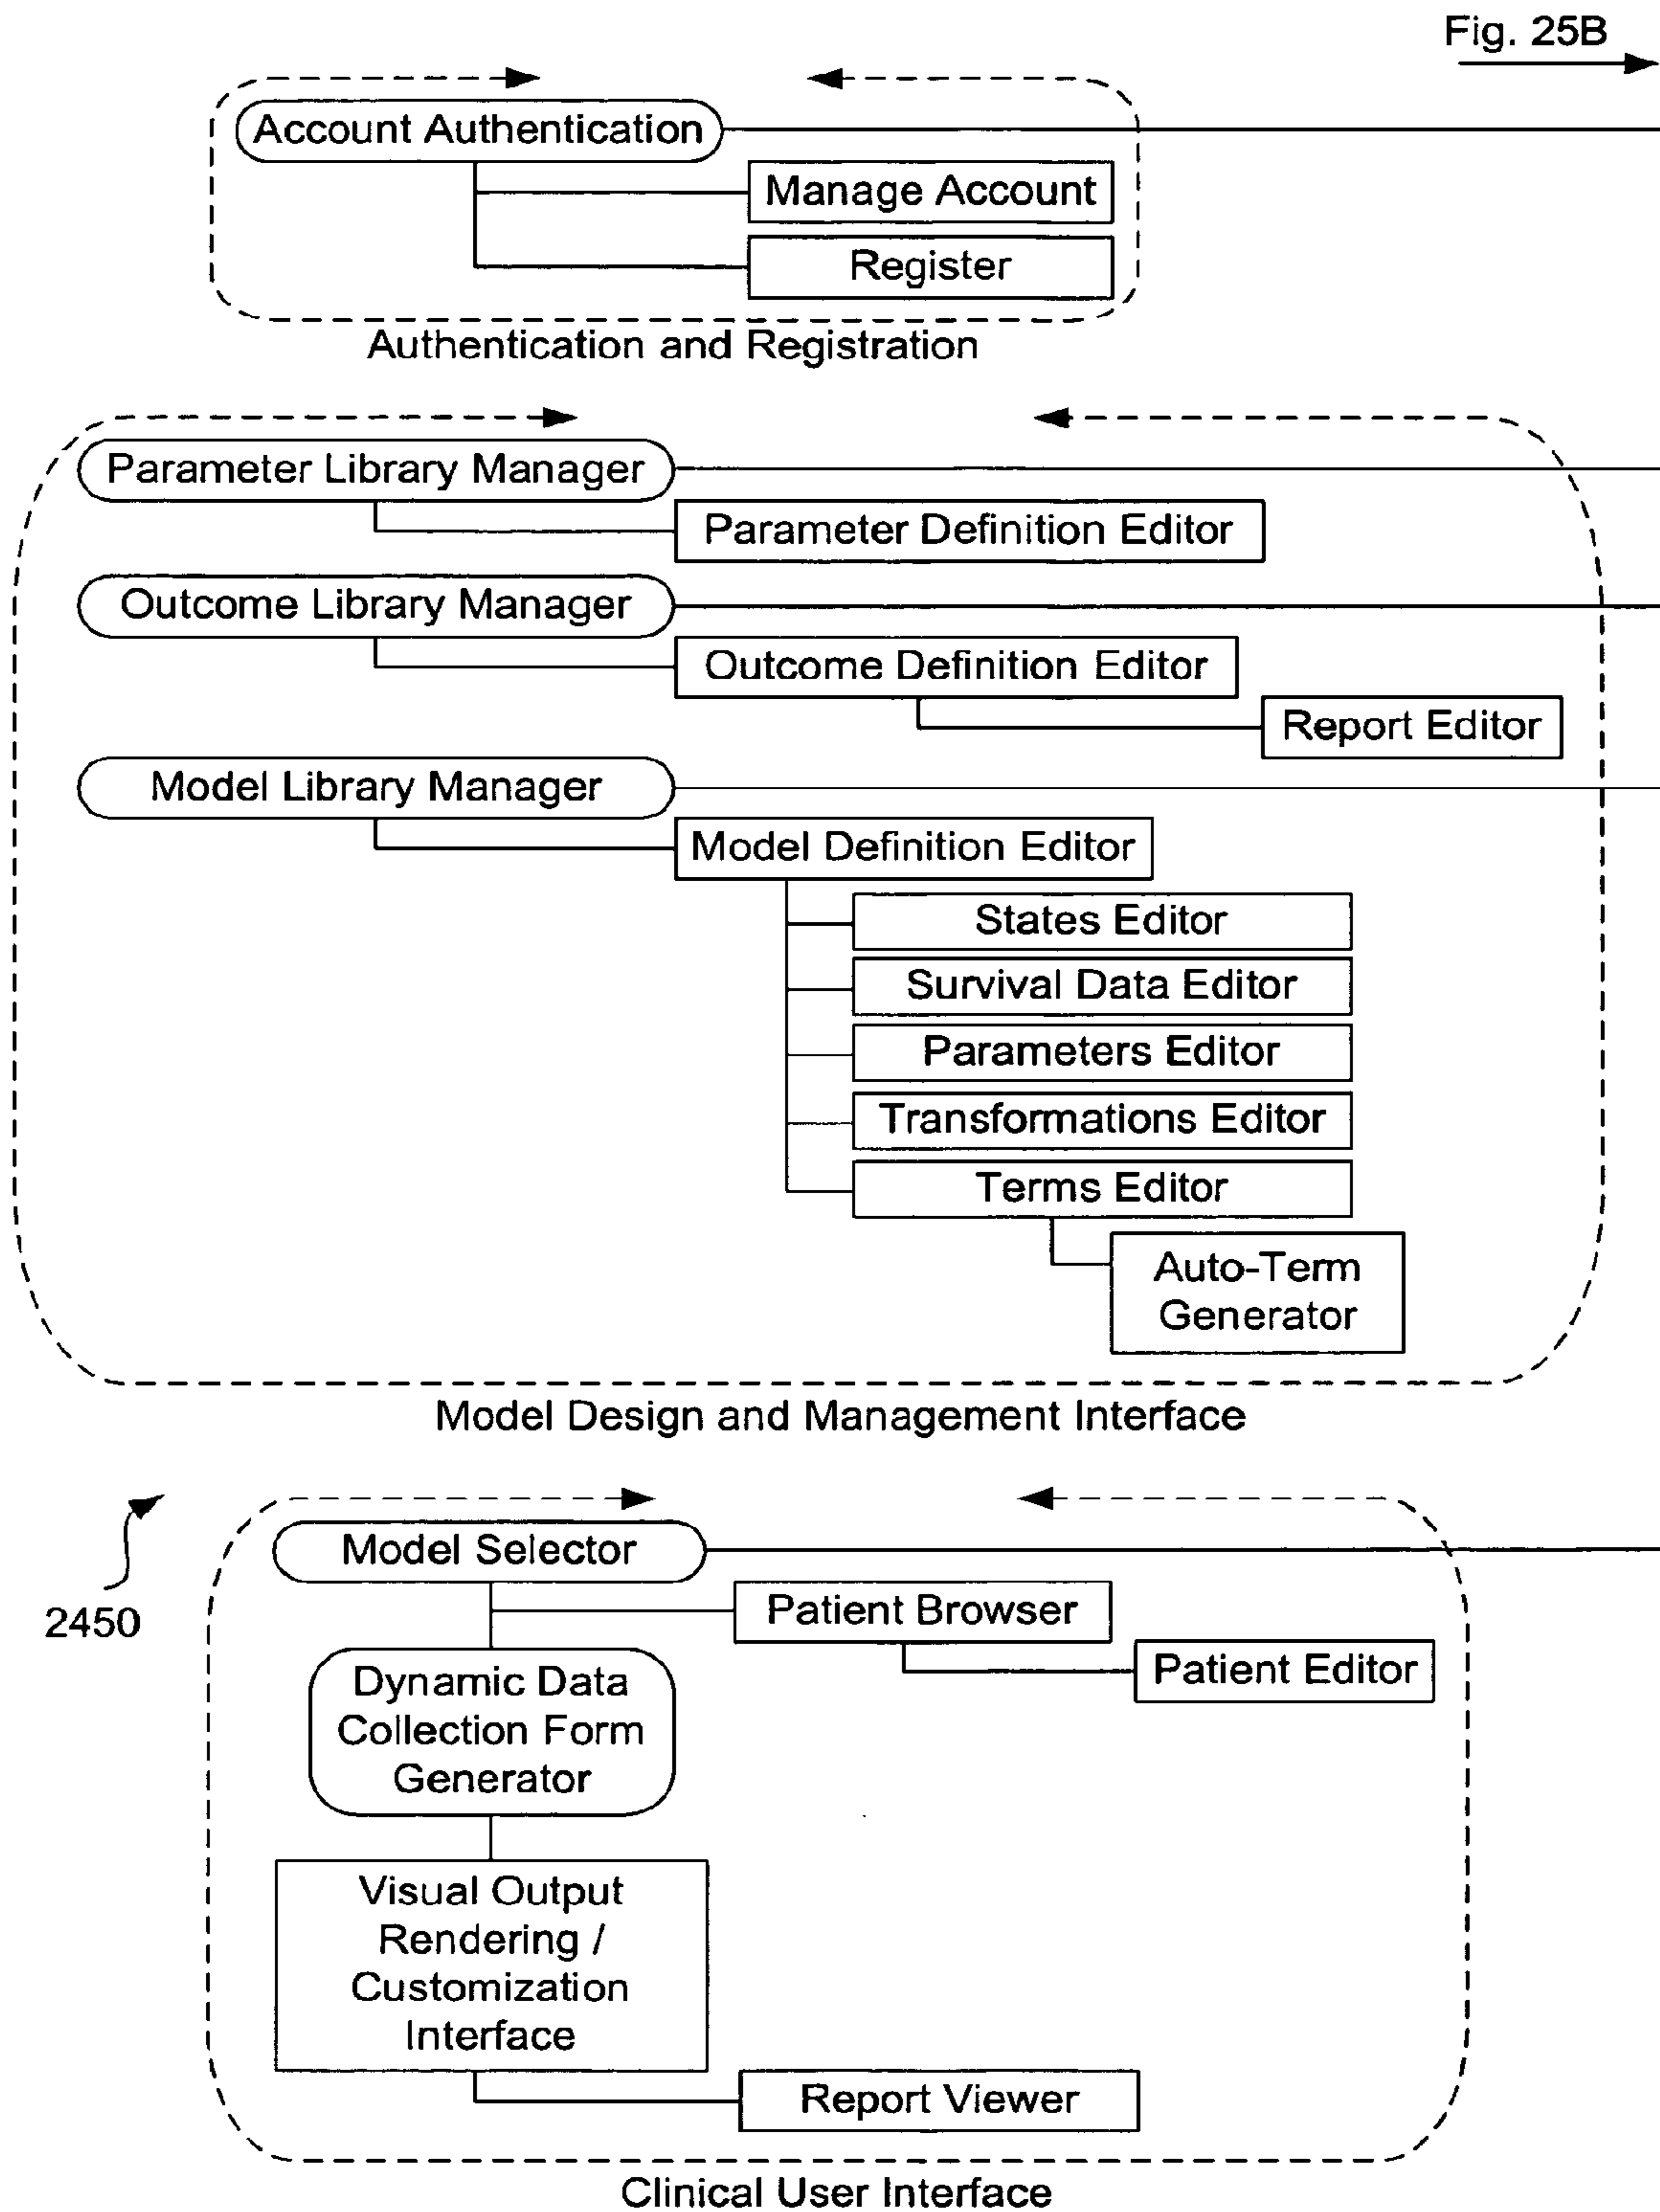 Fig. 25B
Account Authentication
Manage Account
Register
Authentication and Registration
Parameter Library Manager
Parameter Definition Editor
Outcome Library Manager
Outcome Definition Editor
Report Editor
Model Library Manager
Model Definition Editor
States Editor
Survival Data Editor
Parameters Editor
Transformations Editor
Terms Editor
Auto-Term
Generator
Model Design and Management Interface
2450
Model Selector
Patient Browser
Patient Editor
Dynamic Data
Collection Form
Generator
Visual Output
Rendering /
Customization
Interface
Report Viewer
Clinical User Interface